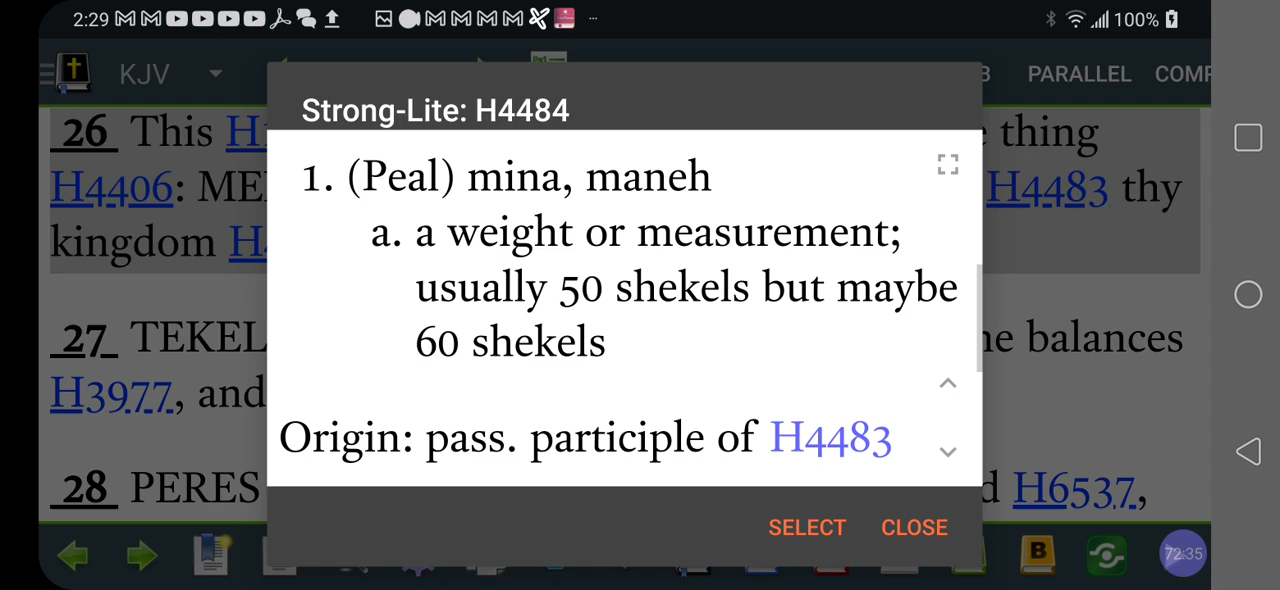 2:29 100%
KJV B PARALLEL COMP
Strong-Lite: H4484
1. (Peal) mina, maneh
a. a weight or measurement;
usually 50 shekels but maybe
60 shekels
Origin: pass. participle of H4483
SELECT CLOSE
26 This thing
H4406: H4483 thy
kingdom
27 TEKEL balances
H3977, and
28 PERES H6537,
B 72:35